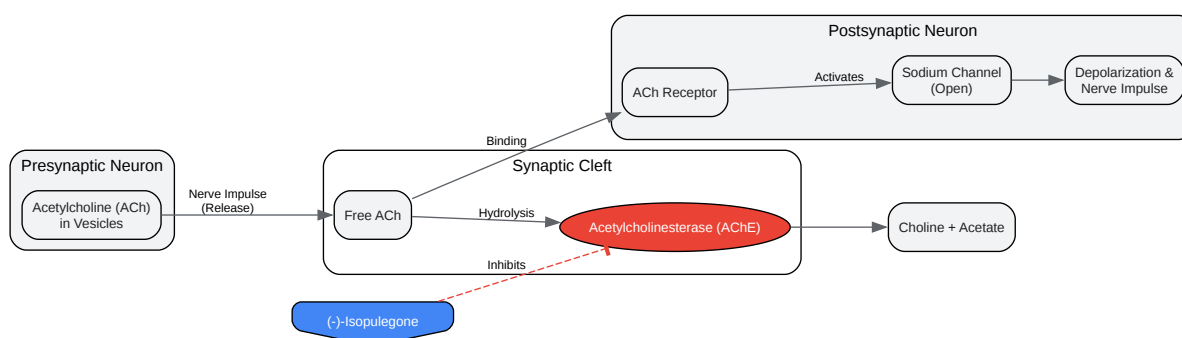 Postsynaptic Neuron
ACh Receptor
Activates
Sodium Channel
(Open)
Depolarization &
Nerve Impulse
Binding
Presynaptic Neuron
Acetylcholine (ACh)
in Vesicles
Nerve Impulse
(Release)
Synaptic Cleft
Free ACh
Hydrolysis
Acetylcholinesterase (AChE)
Choline + Acetate
Inhibits
(-)-Isopulegone